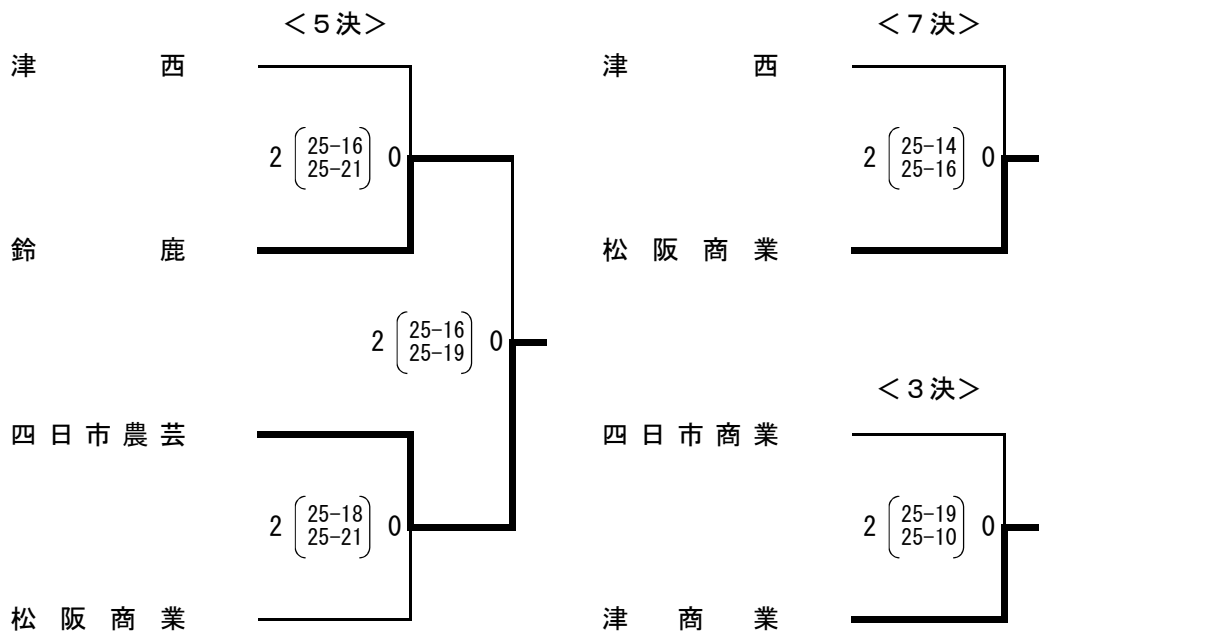 ＜５決＞
津西
2 25-16 0
25-21
鈴鹿
2 25-16 0
25-19
四日市農芸
2 25-18 0
25-21
松阪商業
＜７決＞
津西
2 25-14 0
25-16
松阪商業
＜３決＞
四日市商業
2 25-19 0
25-10
津商業